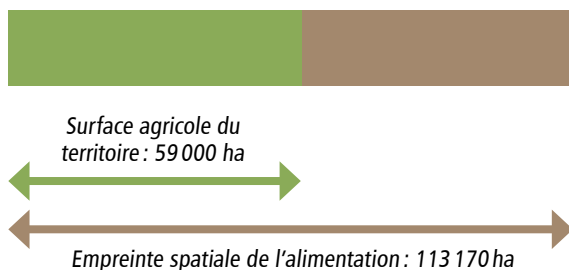 Surface agricole du
territoire : 59 000 ha
Empreinte spatiale de l’alimentation : 113 170 ha